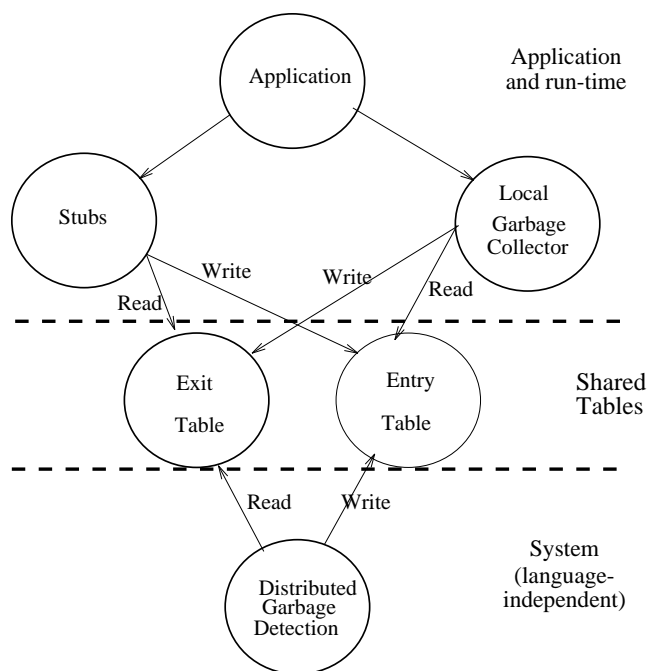 Application
Application
and run-time
Stubs
Local
Garbage
Collector
Write
Write
Read
Read
Exit
Table
Entry
Table
Shared
Tables
Read
Write
Distributed
Garbage
Detection
System
(language-
independent)